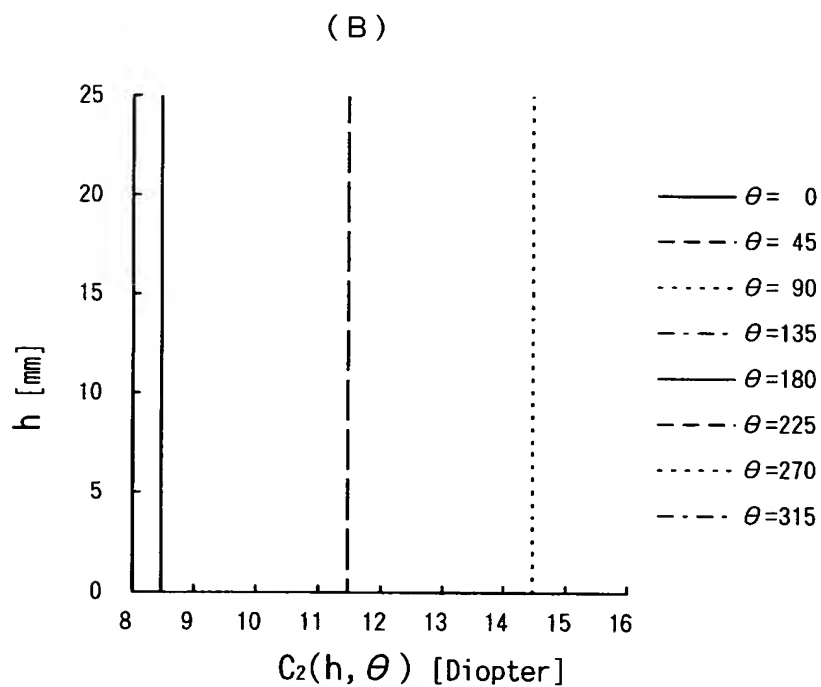 (B)
25
20
15
10
5
0
h [mm]
8 9 10 11 12 13 14 15 16
C₂(h, θ) [Diopter]
θ= 0
θ= 45
θ= 90
θ=135
θ=180
θ=225
θ=270
θ=315